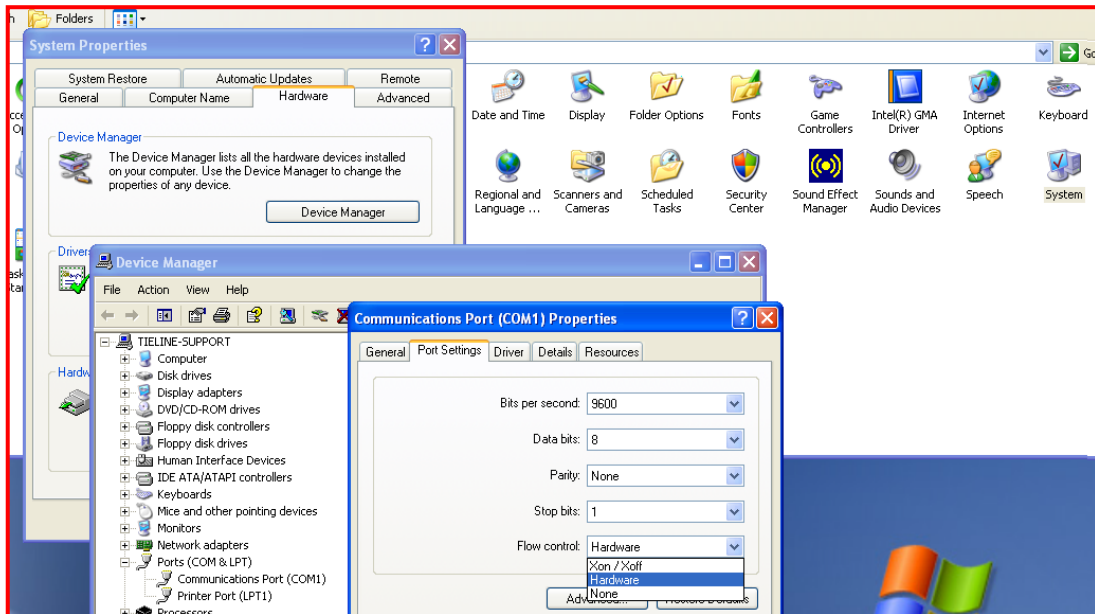 Folders
System Properties
System Restore Automatic Updates Remote
General Computer Name Hardware Advanced
Device Manager
The Device Manager lists all the hardware devices installed
on your computer. Use the Device Manager to change the
properties of any device.
Device Manager
Drivers
Hardw
Go
Date and Time Display Folder Options Fonts Game Controllers Intel(R) GMA Driver Internet Options Keyboard
Regional and Language ... Scanners and Cameras Scheduled Tasks Security Center Sound Effect Manager Sounds and Audio Devices Speech System
Device Manager
File Action View Help
TIELINE-SUPPORT
Computer
Disk drives
Display adapters
DVD/CD-ROM drives
Floppy disk controllers
Floppy disk drives
Human Interface Devices
IDE ATA/ATAPI controllers
Keyboards
Mice and other pointing devices
Monitors
Network adapters
Ports (COM & LPT)
Communications Port (COM1)
Printer Port (LPT1)
Processors
Communications Port (COM1) Properties
General Port Settings Driver Details Resources
Bits per second: 9600
Data bits: 8
Parity: None
Stop bits: 1
Flow control: Hardware
Xon / Xoff
Hardware
None
Restore Defaults